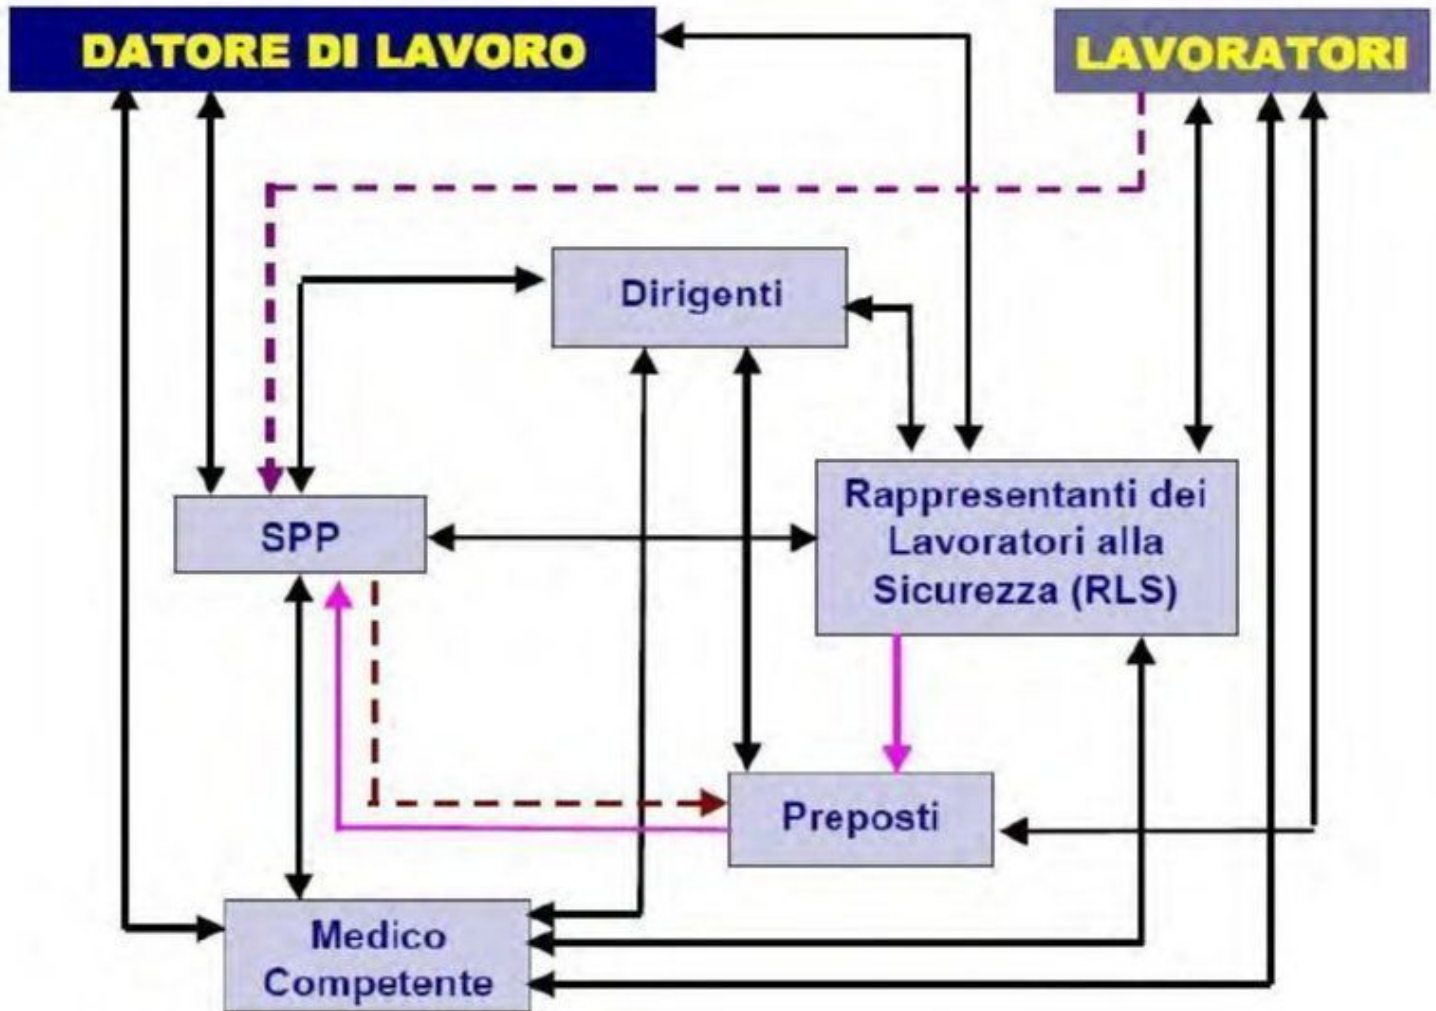 DATORE DI LAVORO
LAVORATORI
Dirigenti
SPP
Rappresentanti dei
Lavoratori alla
Sicurezza (RLS)
Preposti
Medico
Competente